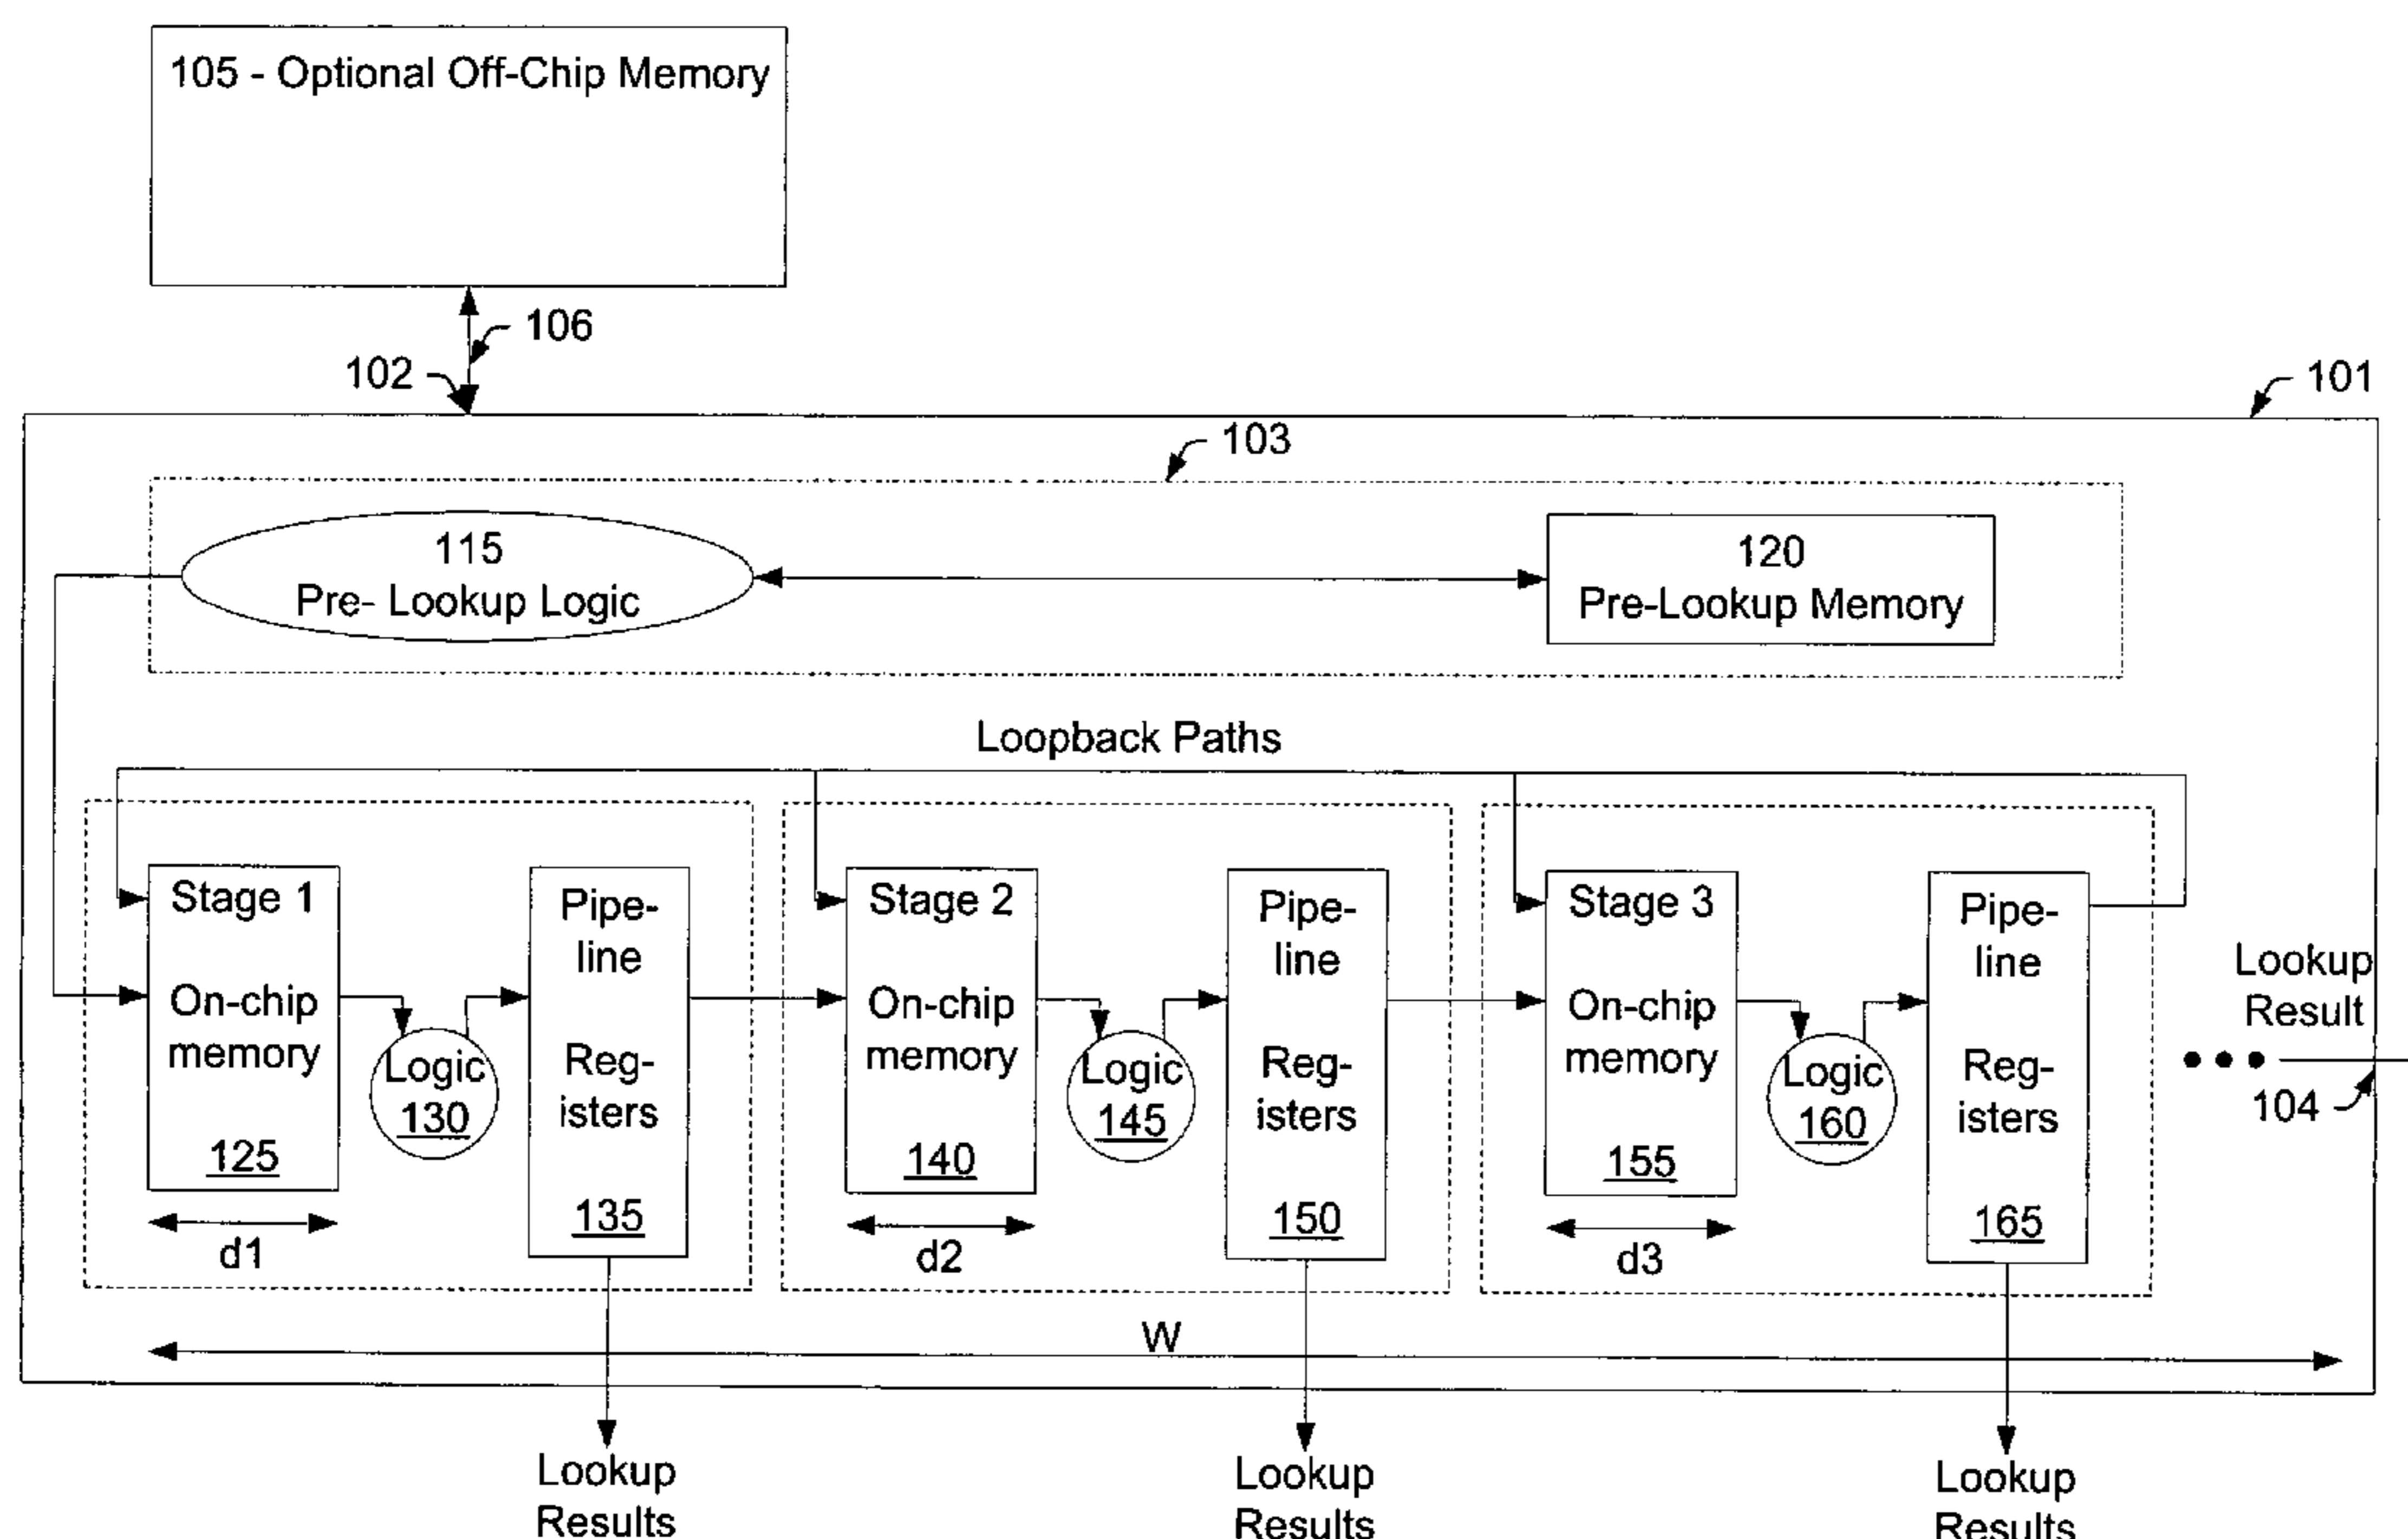 105 - Optional Off-Chip Memory
106
102
101
103
115
Pre- Lookup Logic
120
Pre-Lookup Memory
Loopback Paths
Stage 1
On-chip
memory
125
d1
Logic
130
Pipe-
line
Reg-
isters
135
Stage 2
On-chip
memory
140
d2
Logic
145
Pipe-
line
Reg-
isters
150
Stage 3
On-chip
memory
155
d3
Logic
160
Pipe-
line
Reg-
isters
165
Lookup
Result
104
W
Lookup
Results
Lookup
Results
Lookup
Results